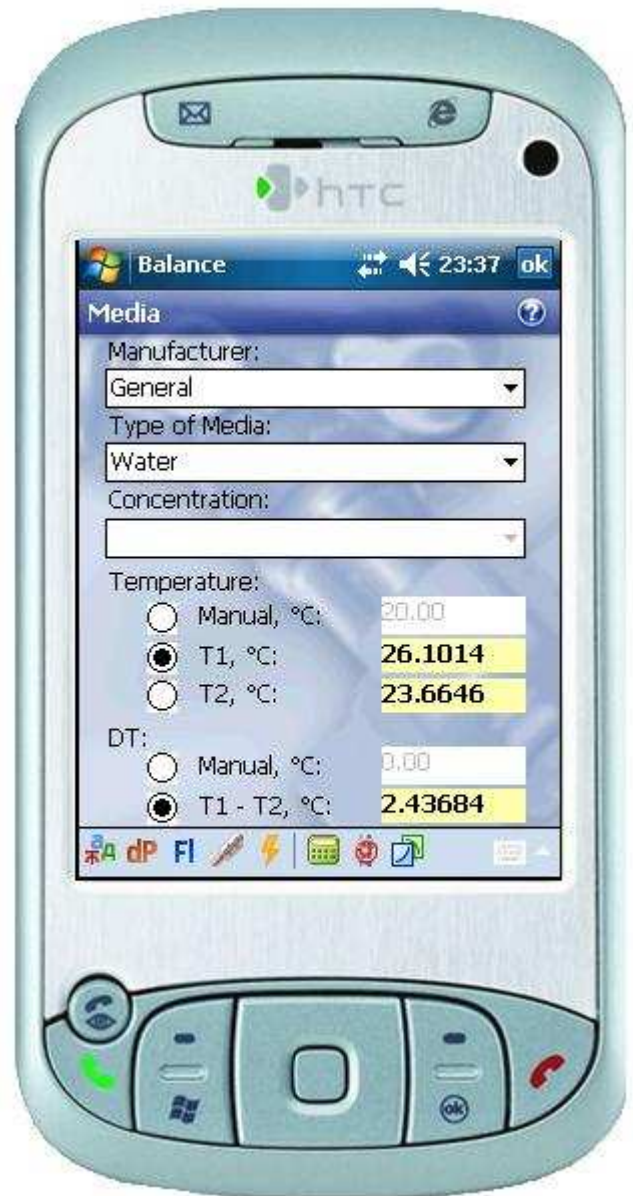 htc
Balance 23:37 ok
Media ?
Manufacturer:
General
Type of Media:
Water
Concentration:
Temperature:
Manual, °C: 20.00
T1, °C: 26.1014
T2, °C: 23.6646
DT:
Manual, °C: 0.00
T1 - T2, °C: 2.43684
dP Fl
ok